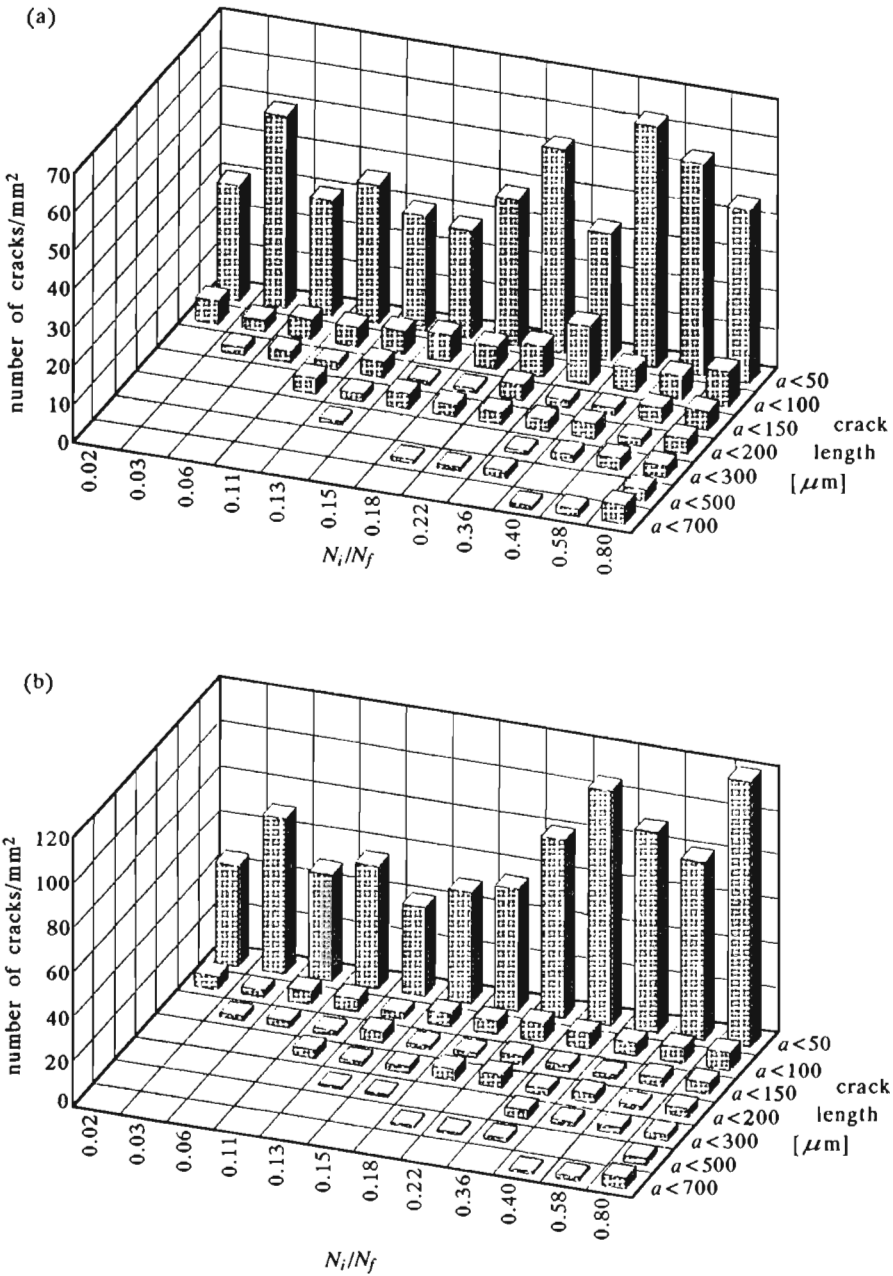 (a)
number of cracks/mm²
70
60
50
40
30
20
10
0
0.02
0.03
0.06
0.11
0.13
0.15
0.18
0.22
0.36
0.40
0.58
0.80
N_i/N_f
a<50
a<100
a<150
a<200
a<300
a<500
a<700
crack
length
[μm]
(b)
number of cracks/mm²
120
100
80
60
40
20
0
0.02
0.03
0.06
0.11
0.13
0.15
0.18
0.22
0.36
0.40
0.58
0.80
N_i/N_f
a<50
a<100
a<150
a<200
a<300
a<500
a<700
crack
length
[μm]